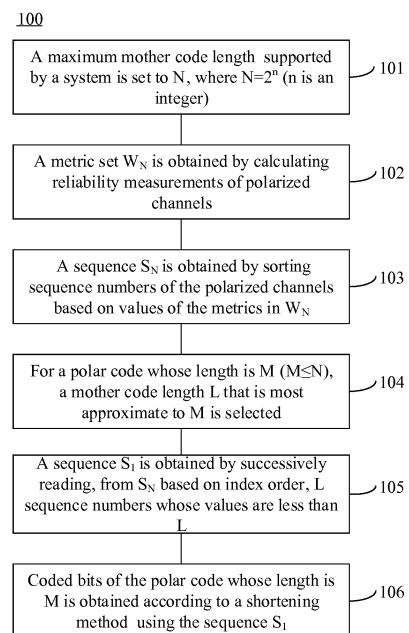 100
A maximum mother code length supported
by a system is set to N, where N=2ⁿ (n is an
integer)
101
A metric set W_N is obtained by calculating
reliability measurements of polarized
channels
102
A sequence S_N is obtained by sorting
sequence numbers of the polarized channels
based on values of the metrics in W_N
103
For a polar code whose length is M (M≤N),
a mother code length L that is most
approximate to M is selected
104
A sequence S₁ is obtained by successively
reading, from S_N based on index order, L
sequence numbers whose values are less than
L
105
Coded bits of the polar code whose length is
M is obtained according to a shortening
method using the sequence S₁
106